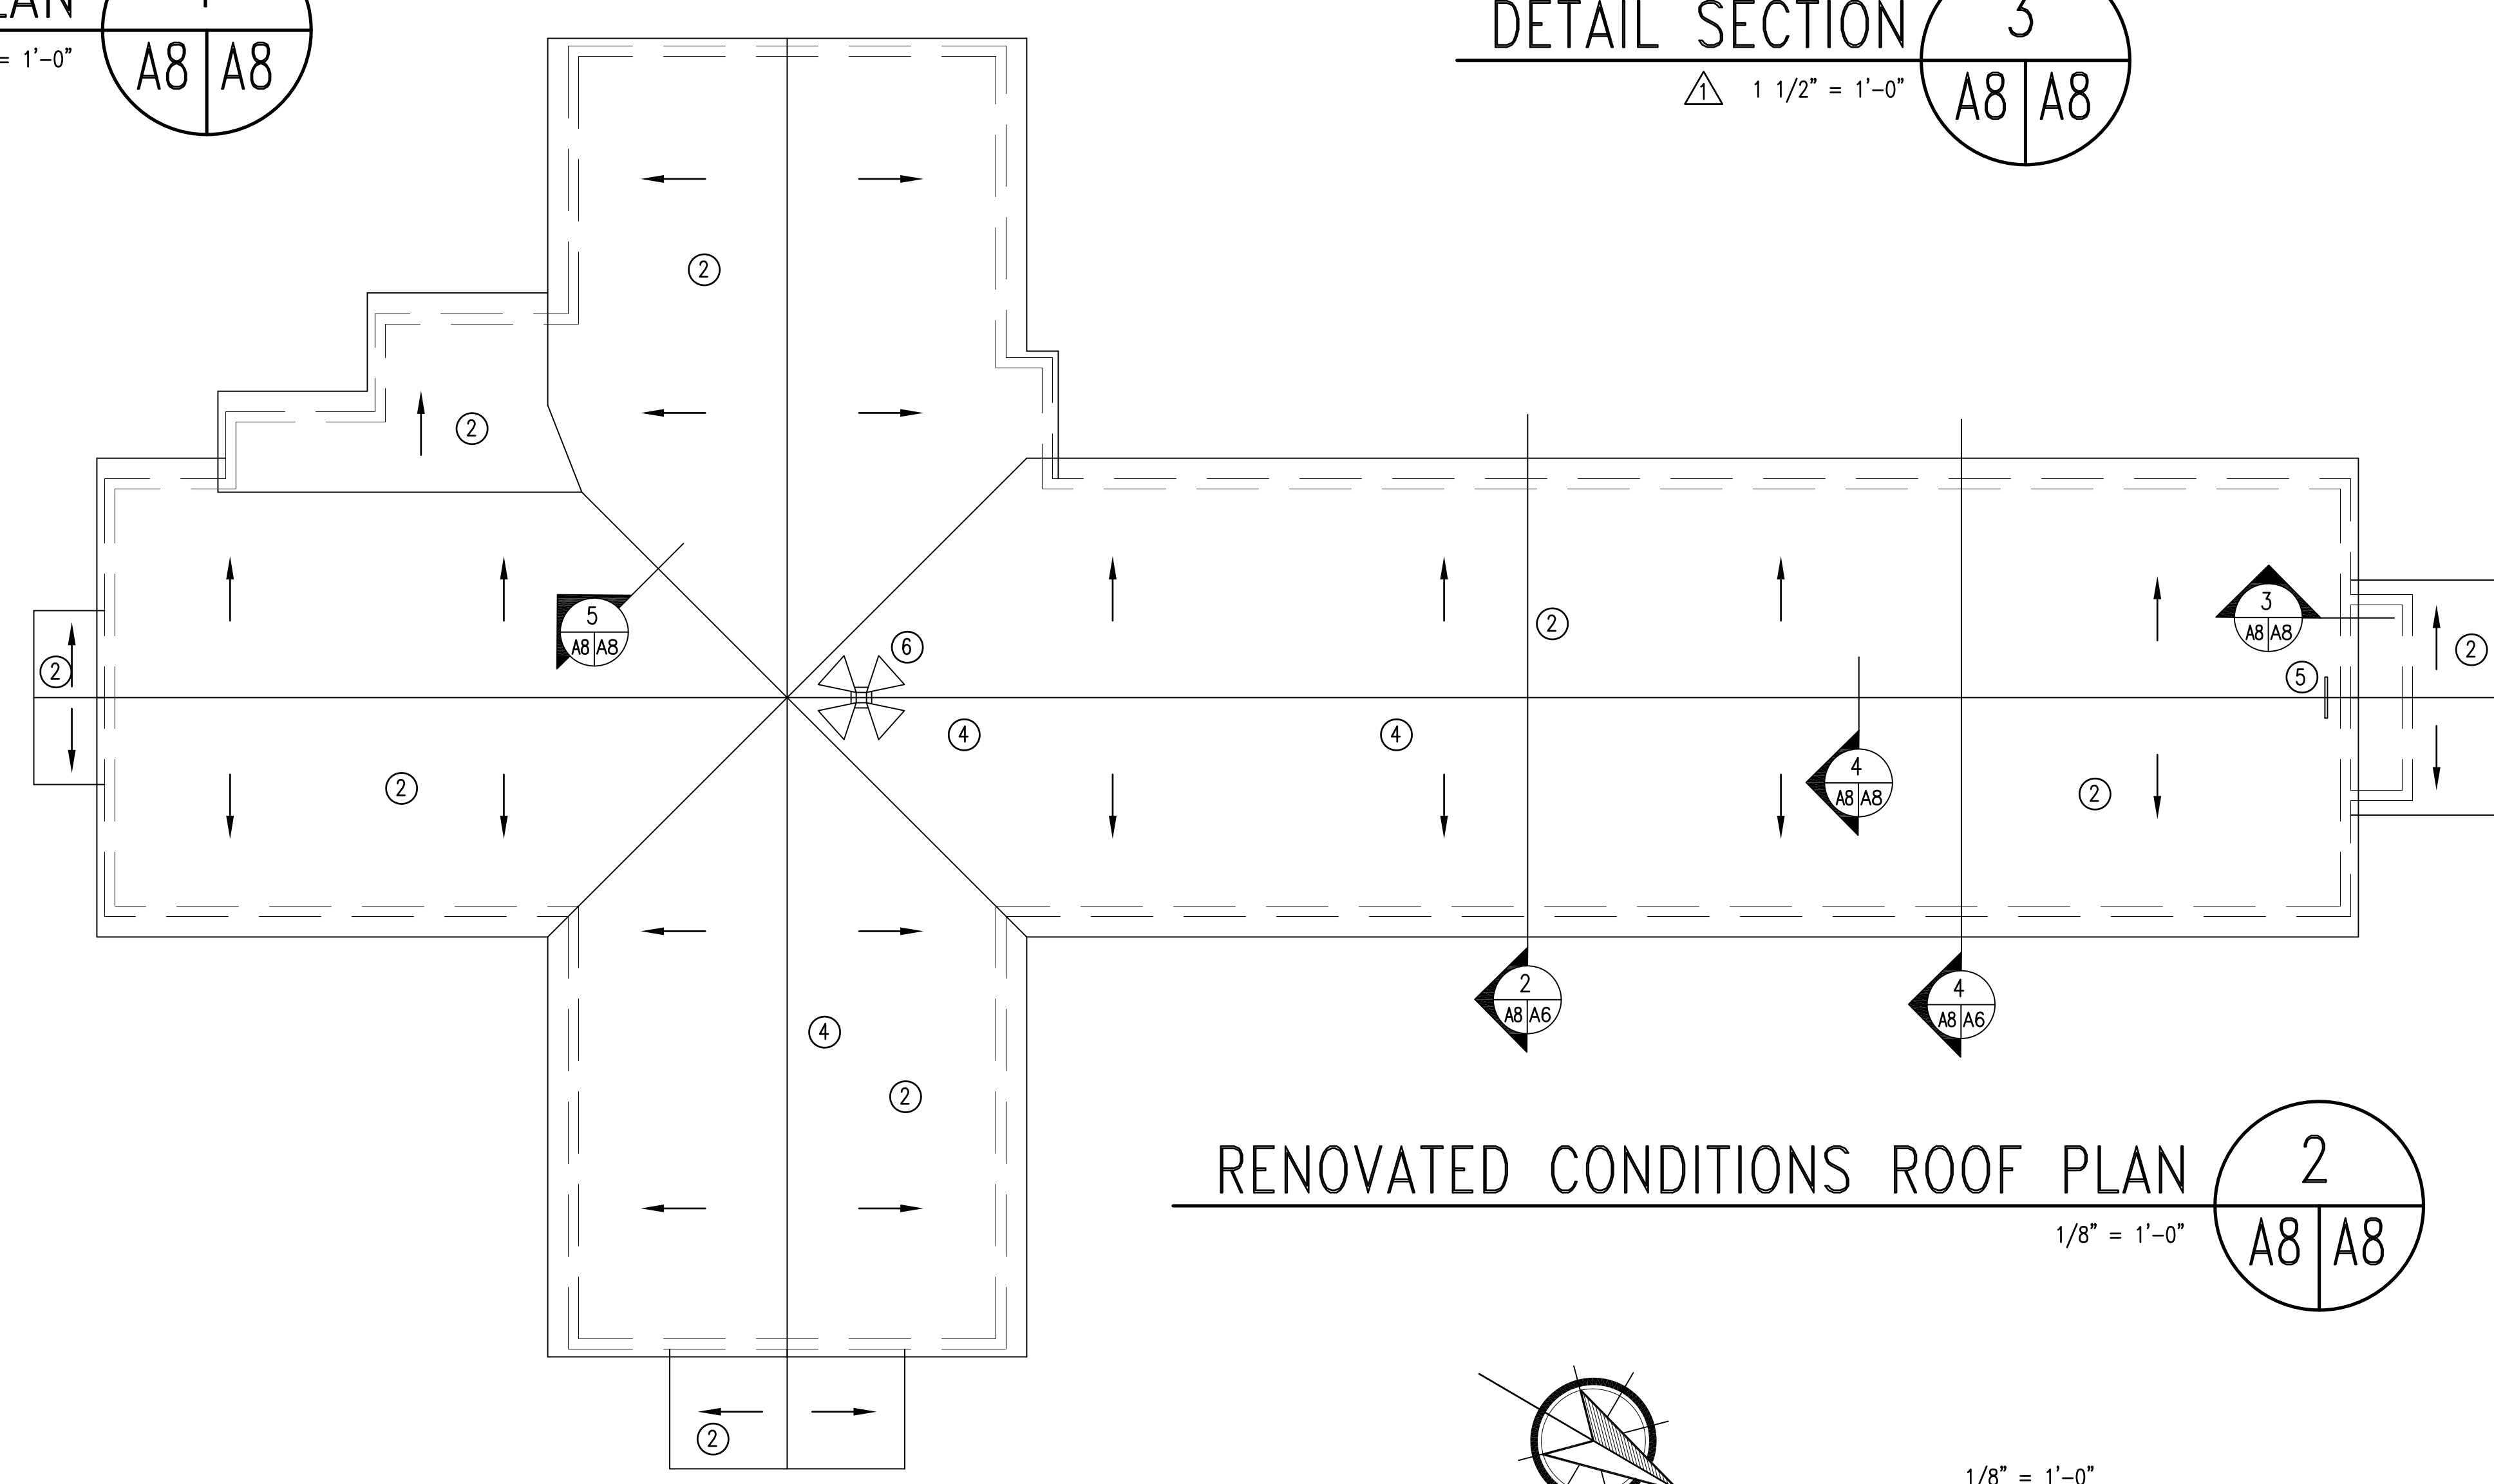 = 1'-0"
A8 A8
DETAIL SECTION 3
1 1 1/2" = 1'-0"
A8 A8
2
2
5
A8 A8
6
2
3
A8 A8
2
2
5
4
4
4
A8 A8
2
2
2
A8 A6
4
A8 A6
4
2
RENOVATED CONDITIONS ROOF PLAN 2
1/8" = 1'-0"
A8 A8
2
1/8" = 1'-0"